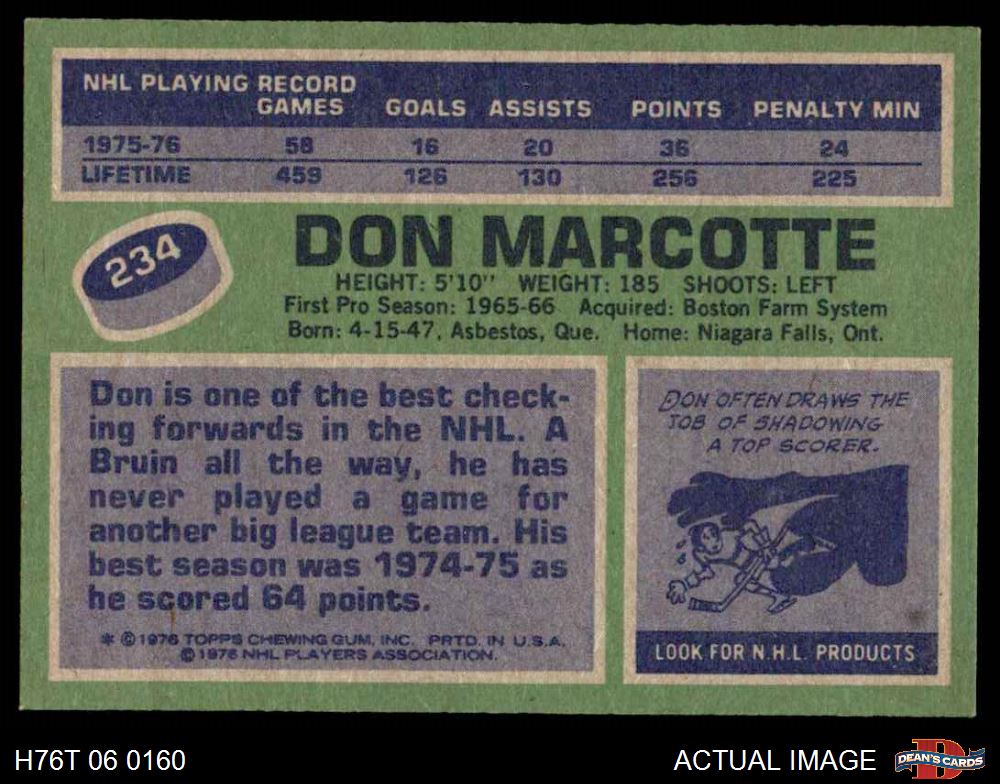 NHL PLAYING RECORD
GAMES GOALS ASSISTS POINTS PENALTY MIN
1975-76 58 16 20 36 24
LIFETIME 459 126 130 256 225
234
DON MARCOTTE
HEIGHT: 5'10" WEIGHT: 185 SHOOTS: LEFT
First Pro Season: 1965-66 Acquired: Boston Farm System
Born: 4-15-47, Asbestos, Que. Home: Niagara Falls, Ont.
Don is one of the best check-
ing forwards in the NHL. A
Bruin all the way, he has
never played a game for
another big league team. His
best season was 1974-75 as
he scored 64 points.
* © 1976 TOPPS CHEWING GUM, INC. PRTD. IN U.S.A.
© 1976 NHL PLAYERS ASSOCIATION.
DON OFTEN DRAWS THE
JOB OF SHADOWING
A TOP SCORER.
LOOK FOR N.H.L. PRODUCTS
H76T 06 0160
ACTUAL IMAGE
D
DEAN'S CARDS